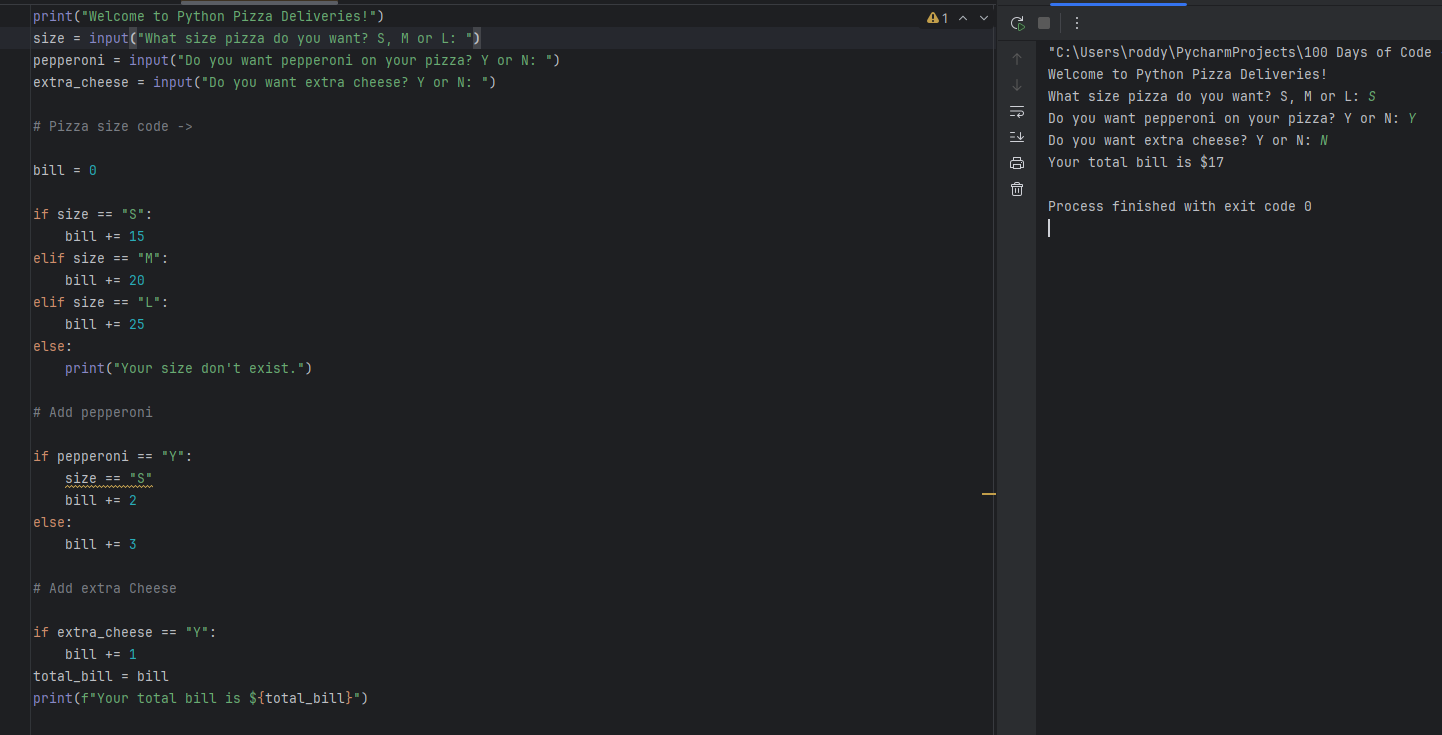 print("Welcome to Python Pizza Deliveries!")
size = input("What size pizza do you want? S, M or L: ")
pepperoni = input("Do you want pepperoni on your pizza? Y or N: ")
extra_cheese = input("Do you want extra cheese? Y or N: ")
# Pizza size code ->
bill = 0
if size == "S":
    bill += 15
elif size == "M":
    bill += 20
elif size == "L":
    bill += 25
else:
    print("Your size don't exist.")
# Add pepperoni
if pepperoni == "Y":
    size == "S"
    bill += 2
else:
    bill += 3
# Add extra Cheese
if extra_cheese == "Y":
    bill += 1
total_bill = bill
print(f"Your total bill is ${total_bill}")
1
"C:\Users\roddy\PycharmProjects\100 Days of Code
Welcome to Python Pizza Deliveries!
What size pizza do you want? S, M or L: S
Do you want pepperoni on your pizza? Y or N: Y
Do you want extra cheese? Y or N: N
Your total bill is $17
Process finished with exit code 0